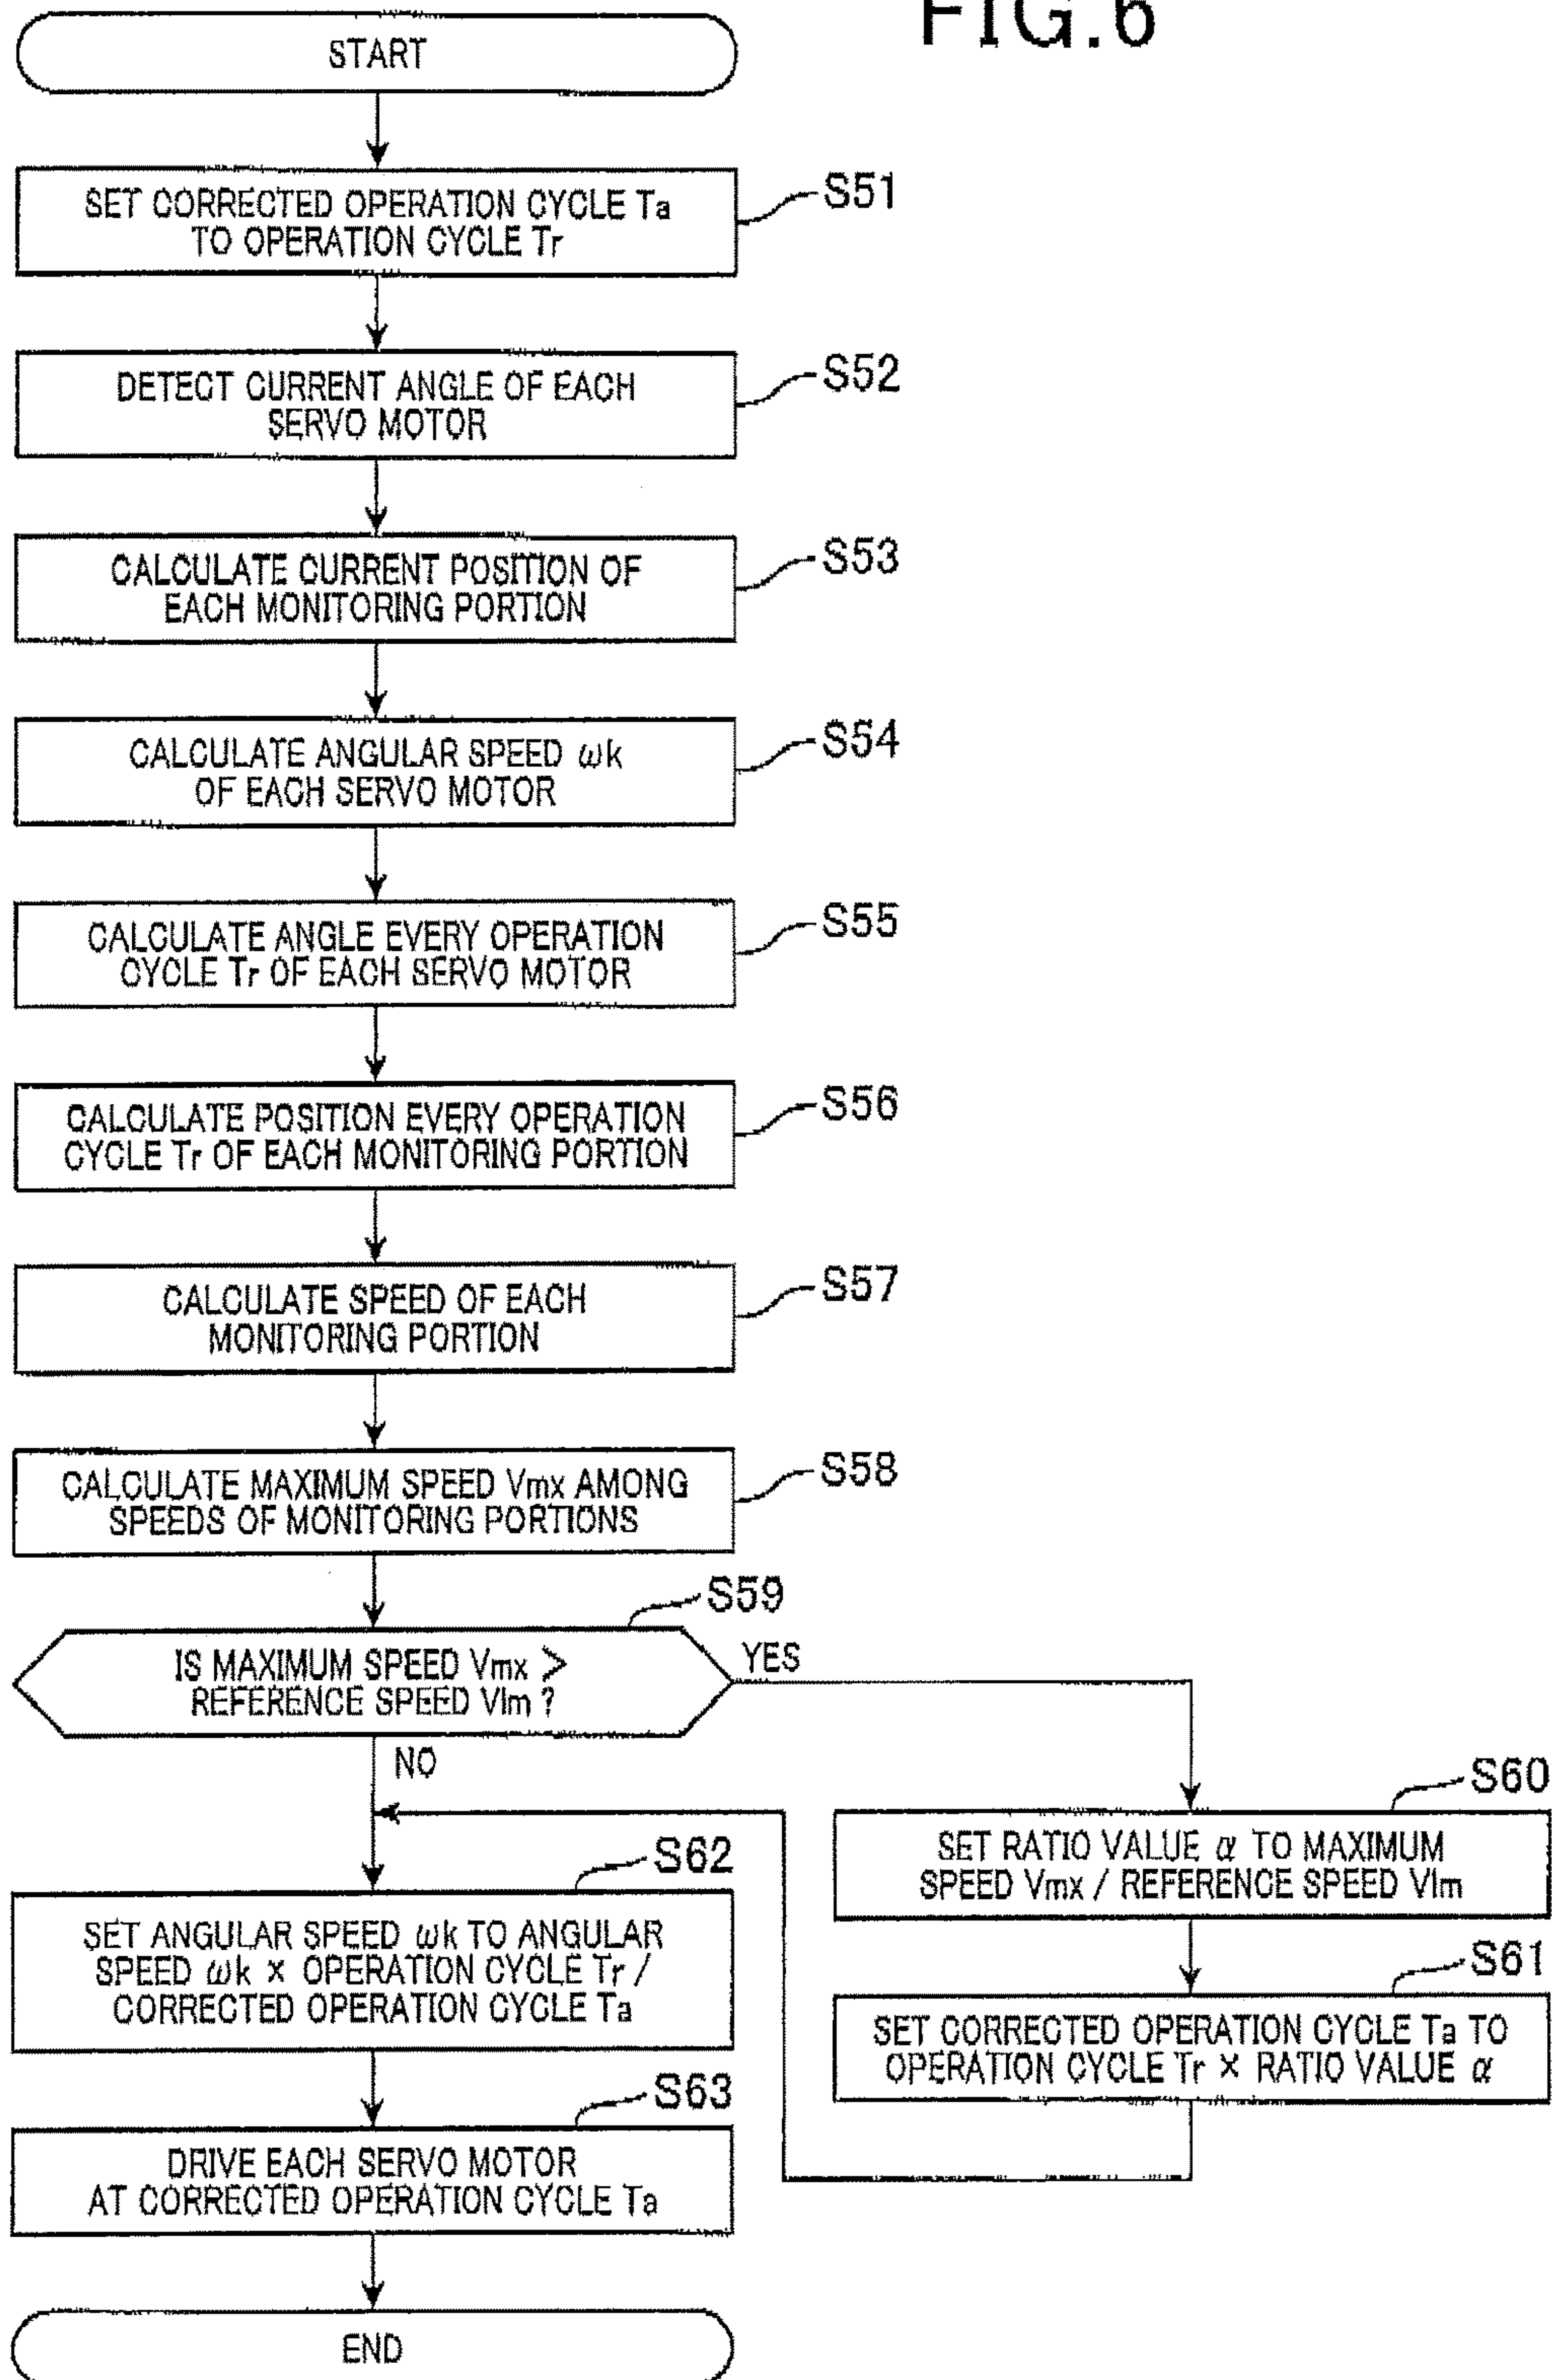 FIG.6
START
SET CORRECTED OPERATION CYCLE Ta
TO OPERATION CYCLE Tr
S51
DETECT CURRENT ANGLE OF EACH
SERVO MOTOR
S52
CALCULATE CURRENT POSITION OF
EACH MONITORING PORTION
S53
CALCULATE ANGULAR SPEED ωk
OF EACH SERVO MOTOR
S54
CALCULATE ANGLE EVERY OPERATION
CYCLE Tr OF EACH SERVO MOTOR
S55
CALCULATE POSITION EVERY OPERATION
CYCLE Tr OF EACH MONITORING PORTION
S56
CALCULATE SPEED OF EACH
MONITORING PORTION
S57
CALCULATE MAXIMUM SPEED Vmx AMONG
SPEEDS OF MONITORING PORTIONS
S58
S59
IS MAXIMUM SPEED Vmx >
REFERENCE SPEED Vlm ?
YES
NO
S60
SET RATIO VALUE α TO MAXIMUM
SPEED Vmx / REFERENCE SPEED Vlm
S61
SET CORRECTED OPERATION CYCLE Ta TO
OPERATION CYCLE Tr × RATIO VALUE α
S62
SET ANGULAR SPEED ωk TO ANGULAR
SPEED ωk × OPERATION CYCLE Tr /
CORRECTED OPERATION CYCLE Ta
S63
DRIVE EACH SERVO MOTOR
AT CORRECTED OPERATION CYCLE Ta
END